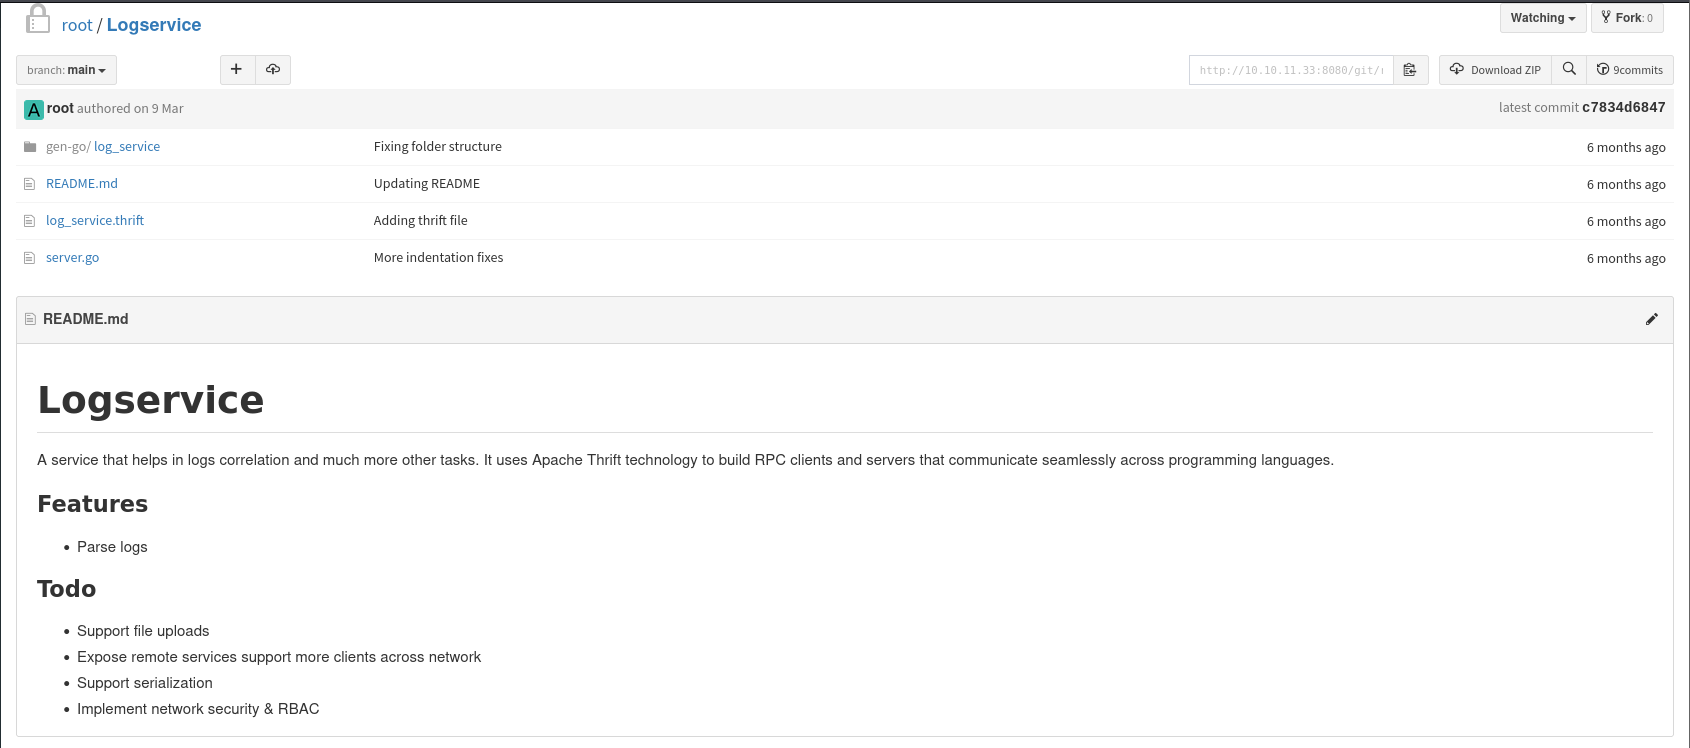 root / Logservice
Watching
Fork: 0
branch: main
+
http://10.10.11.33:8080/git/
Download ZIP
9commits
A root authored on 9 Mar
latest commit c7834d6847
gen-go/ log_service Fixing folder structure 6 months ago
README.md Updating README 6 months ago
log_service.thrift Adding thrift file 6 months ago
server.go More indentation fixes 6 months ago
README.md
Logservice
A service that helps in logs correlation and much more other tasks. It uses Apache Thrift technology to build RPC clients and servers that communicate seamlessly across programming languages.
Features
• Parse logs
Todo
• Support file uploads
• Expose remote services support more clients across network
• Support serialization
• Implement network security & RBAC